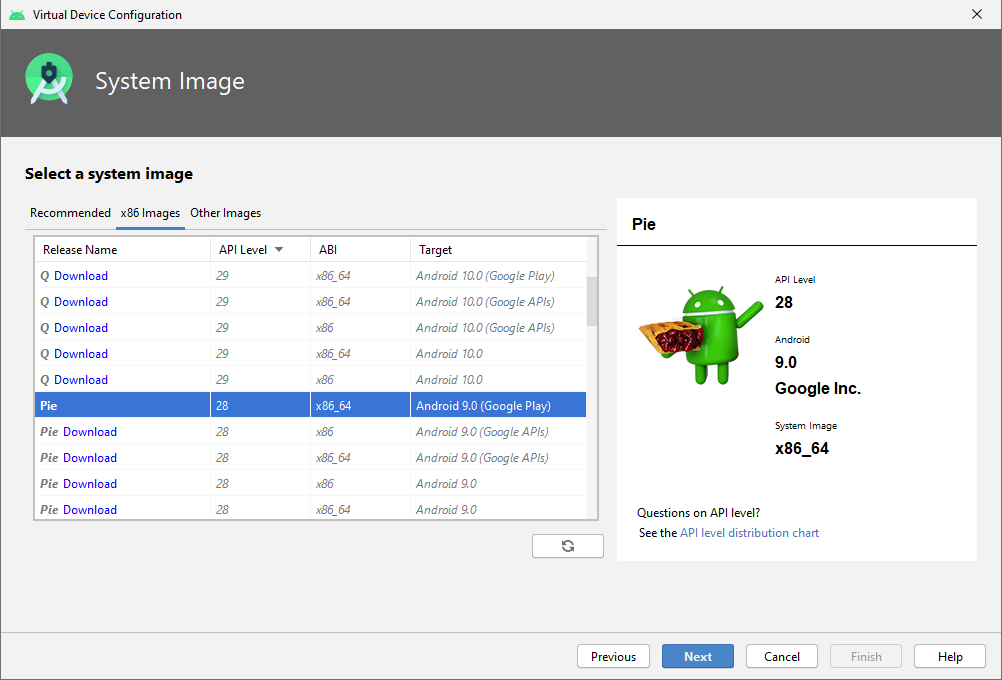 Virtual Device Configuration
System Image
Select a system image
Recommended x86 Images Other Images
Release Name API Level ABI Target
Q Download 29 x86_64 Android 10.0 (Google Play)
Q Download 29 x86_64 Android 10.0 (Google APIs)
Q Download 29 x86 Android 10.0 (Google APIs)
Q Download 29 x86_64 Android 10.0
Q Download 29 x86 Android 10.0
Pie 28 x86_64 Android 9.0 (Google Play)
Pie Download 28 x86 Android 9.0 (Google APIs)
Pie Download 28 x86_64 Android 9.0 (Google APIs)
Pie Download 28 x86 Android 9.0
Pie Download 28 x86_64 Android 9.0
Pie
API Level
28
Android
9.0
Google Inc.
System Image
x86_64
Questions on API level?
See the API level distribution chart
Previous Next Cancel Finish Help